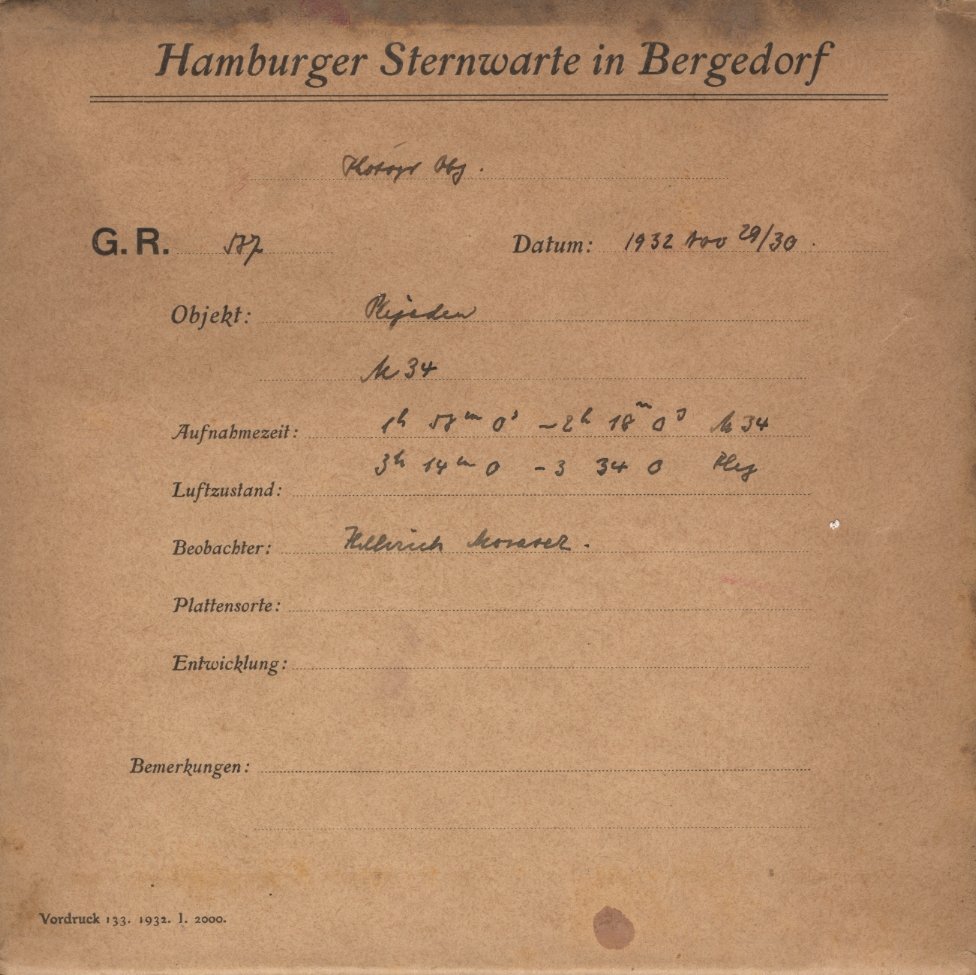 Hamburger Sternwarte in Bergedorf
Obj.
G. R. Datum: 1932 Nov 29/30.
Objekt: Plejaden
M 34
Aufnahmezeit: 1h 58m 0s – 2h 18m 0s M 34
3h 14m 0 – 3 34 0 Plej
Luftzustand:
Beobachter:
Plattensorte:
Entwicklung:
Bemerkungen:
Vordruck 133. 1932. I. 2000.